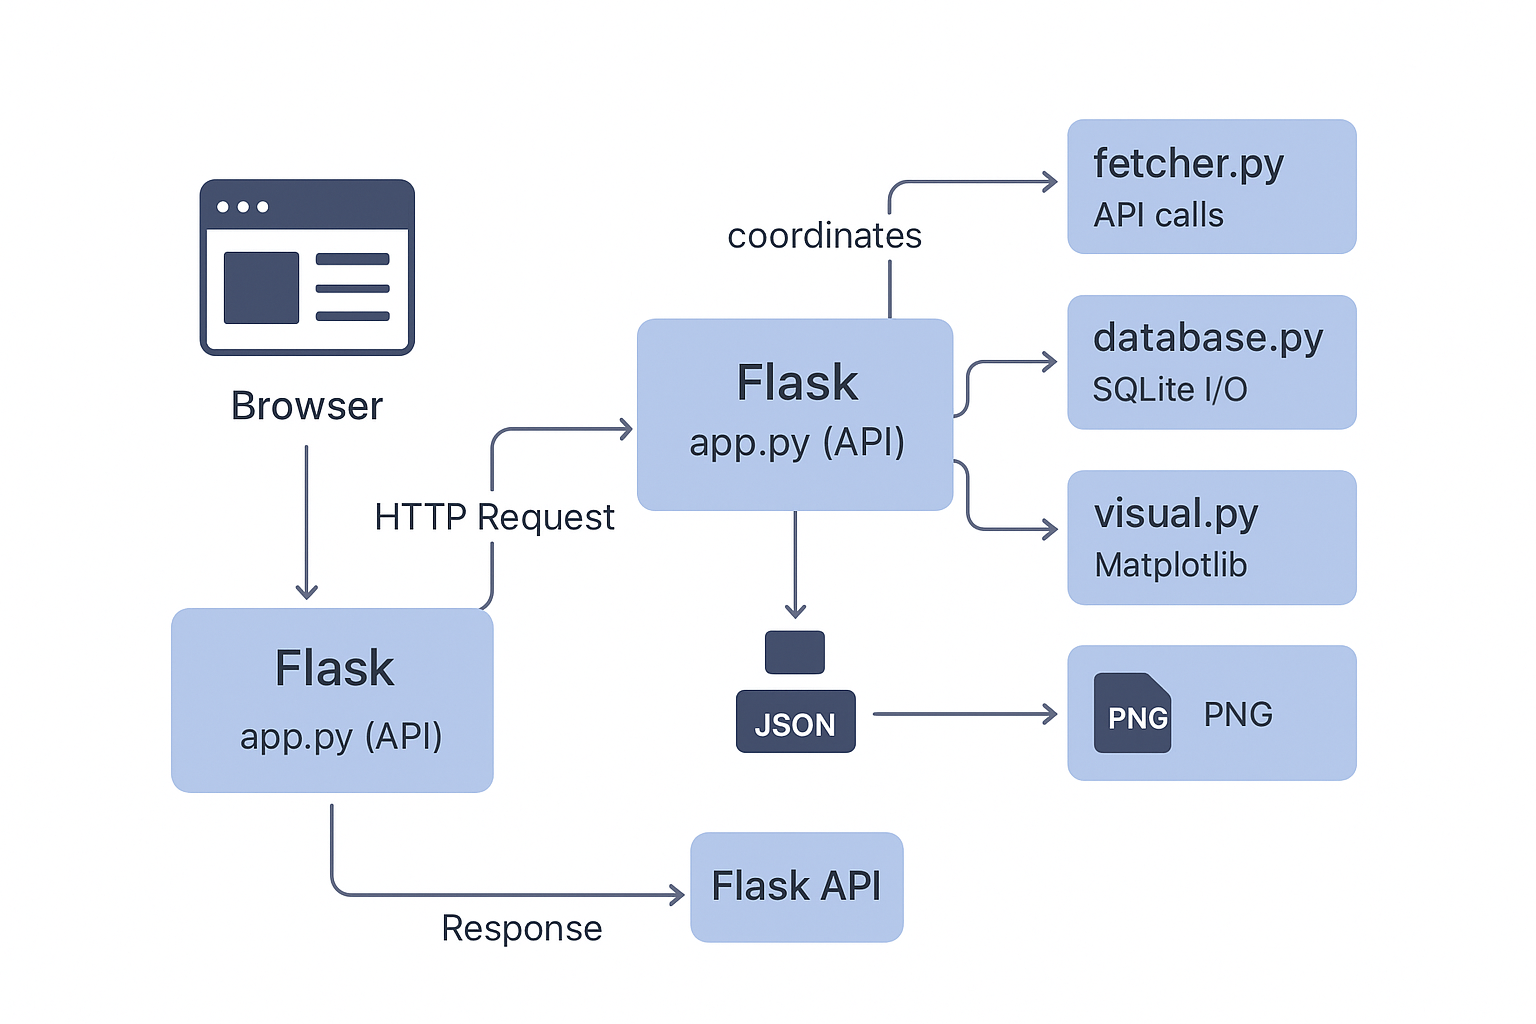 Browser
HTTP Request
Flask
app.py (API)
Response
coordinates
Flask
app.py (API)
JSON
Flask API
fetcher.py
API calls
database.py
SQLite I/O
visual.py
Matplotlib
PNG
PNG